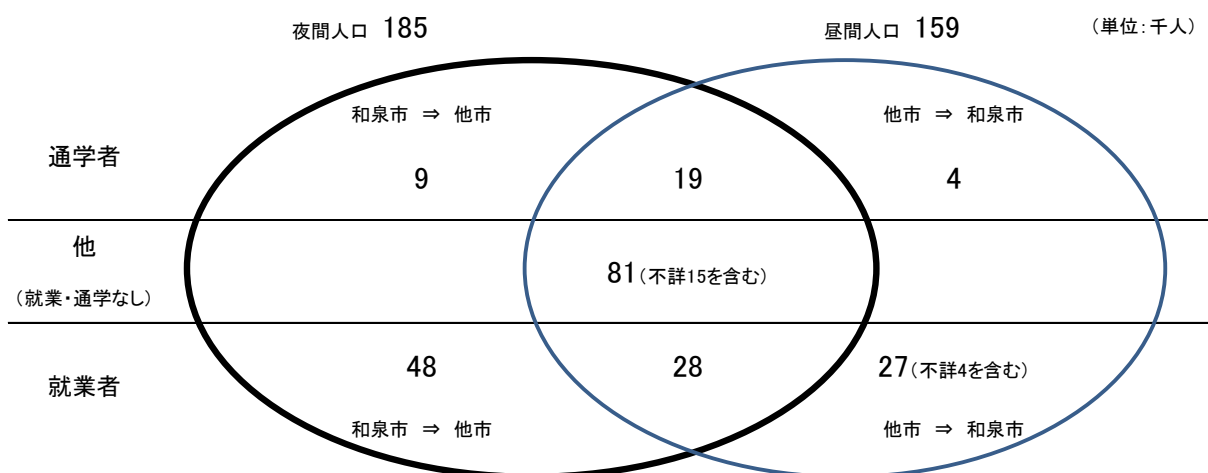 夜間人口 185
昼間人口 159
(単位:千人)
和泉市 ⇒ 他市
他市 ⇒ 和泉市
通学者
9
19
4
他
(就業・通学なし)
81(不詳15を含む)
就業者
48
28
27(不詳4を含む)
和泉市 ⇒ 他市
他市 ⇒ 和泉市